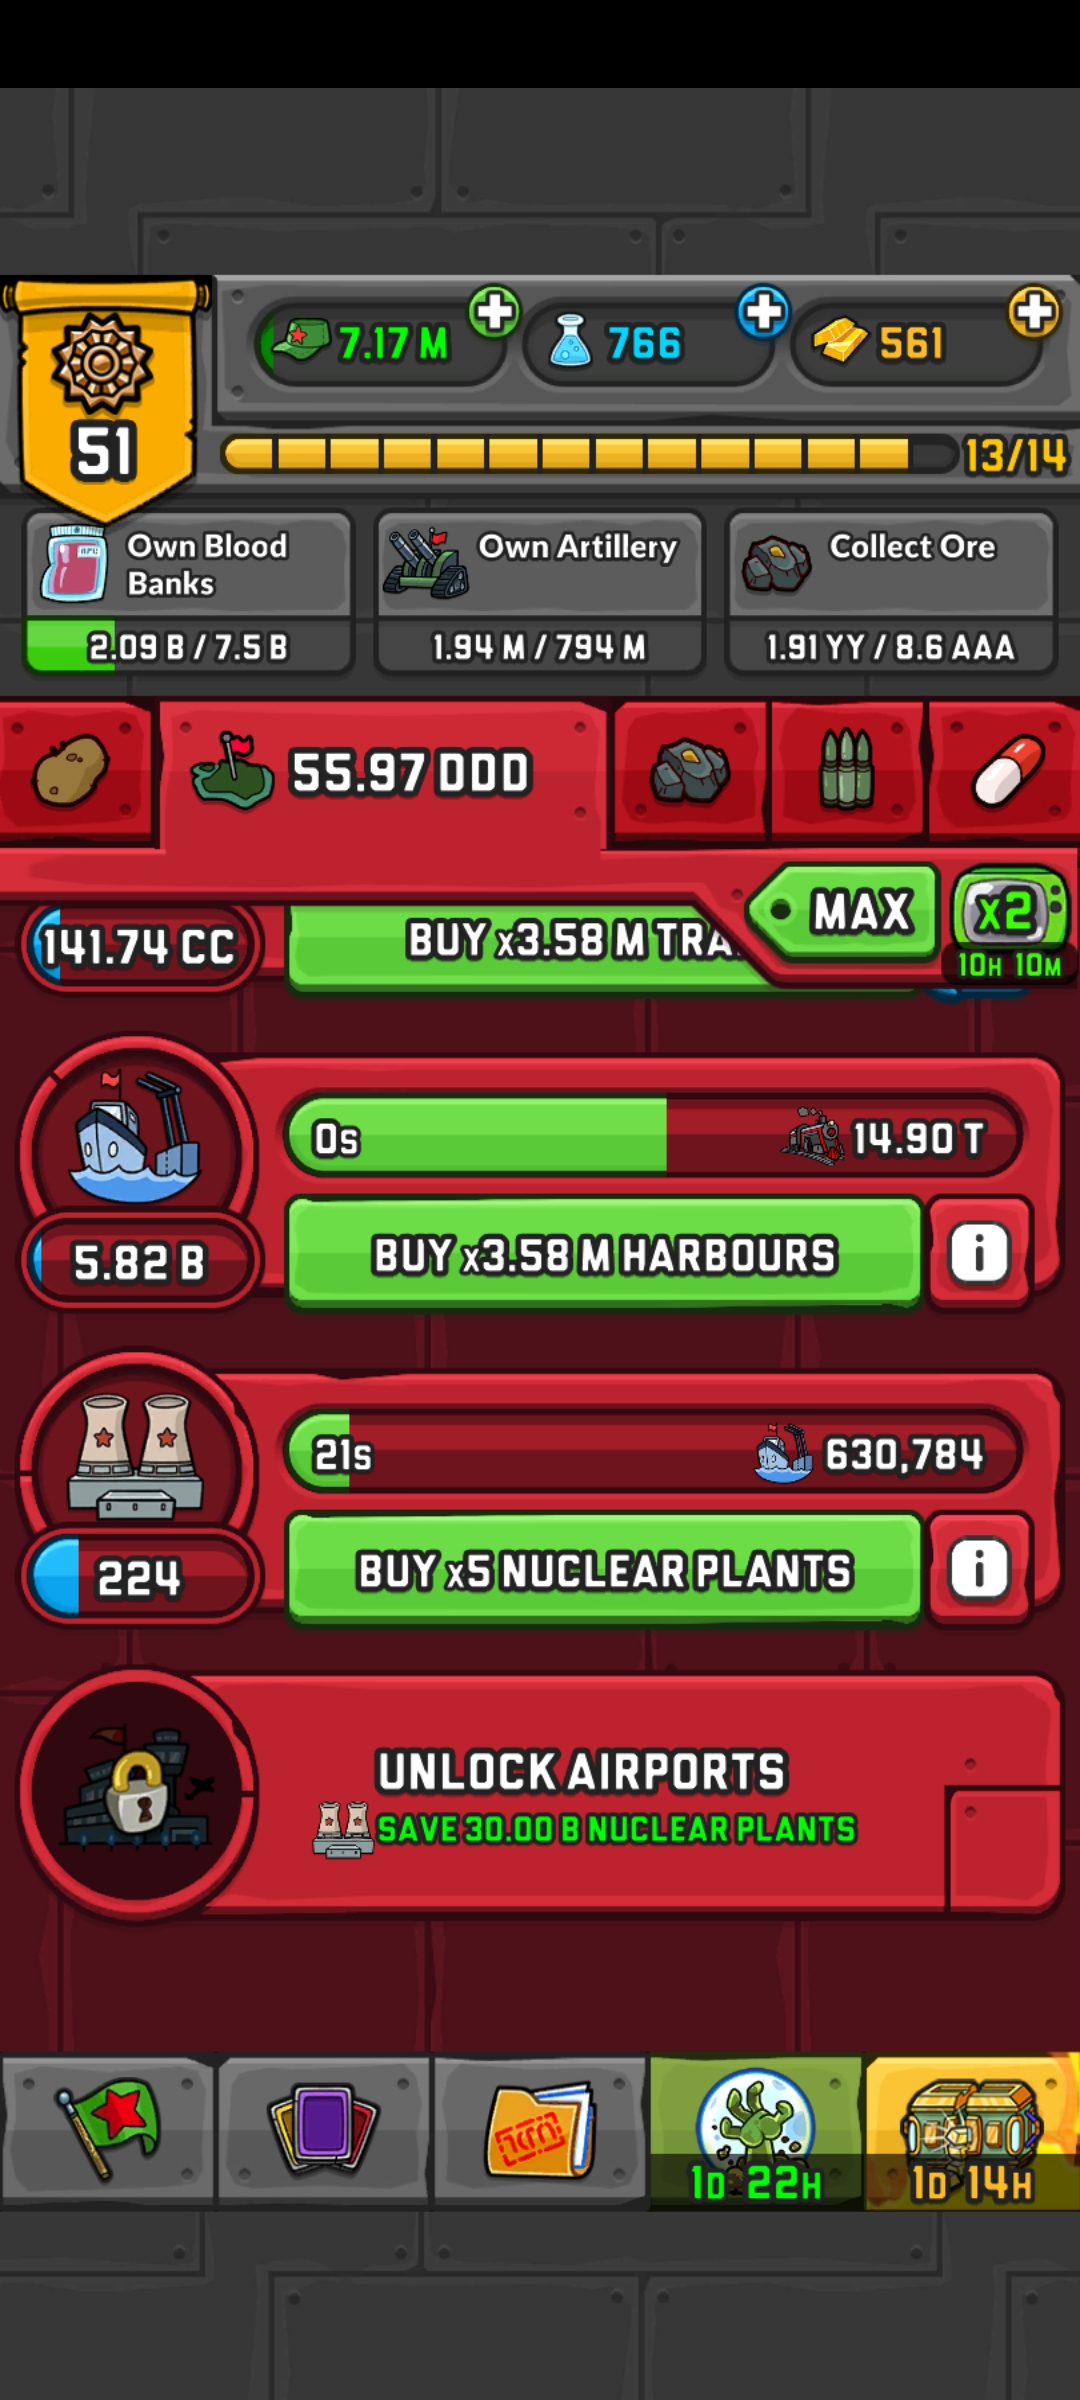 7.17 M
766
561
51
13/14
Own Blood
Banks
2.09 B / 7.5 B
Own Artillery
1.94 M / 794 M
Collect Ore
1.91 YY / 8.6 AAA
55.97 DDD
MAX
x2
10H 10M
141.74 CC
BUY x3.58 M TRA
0s
14.90 T
5.82 B
BUY x3.58 M HARBOURS
i
21s
630,784
224
BUY x5 NUCLEAR PLANTS
i
UNLOCK AIRPORTS
SAVE 30.00 B NUCLEAR PLANTS
1D 22H
1D 14H